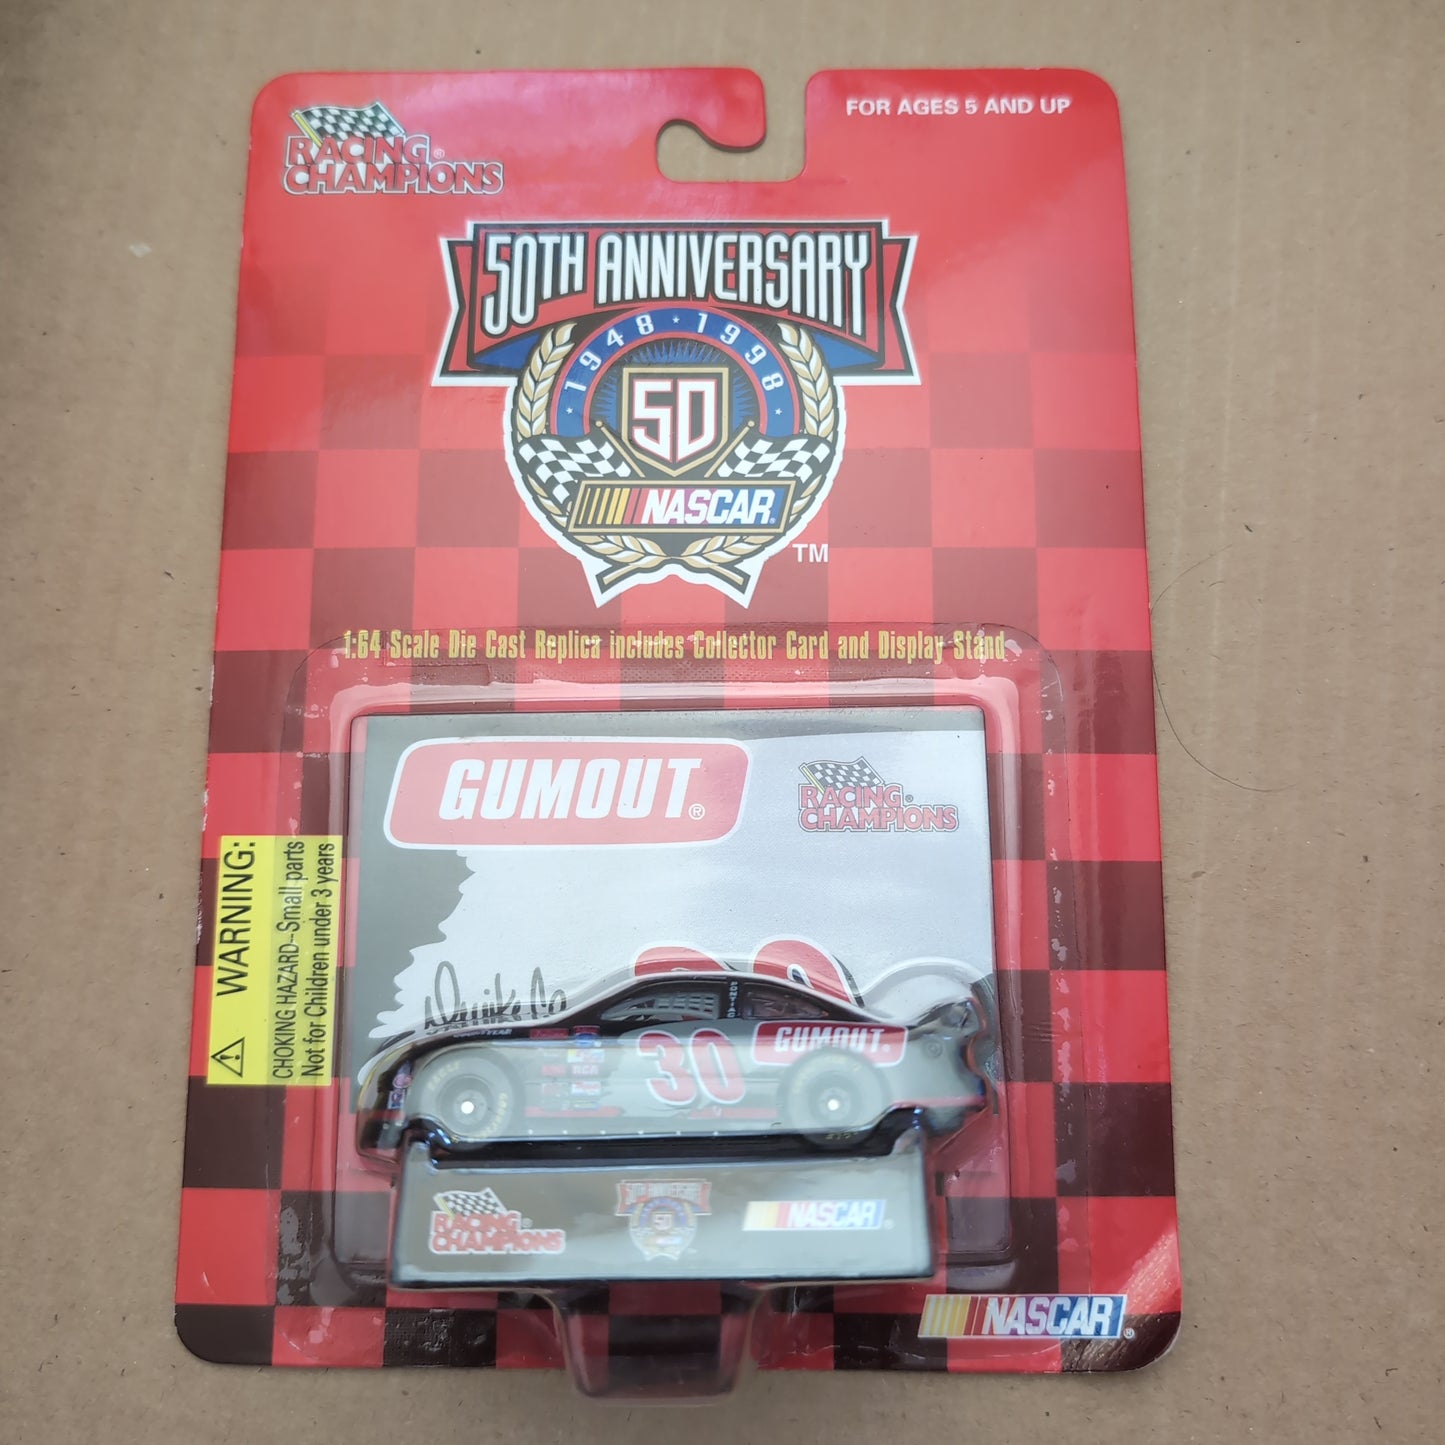 RACING®
CHAMPIONS
FOR AGES 5 AND UP
50TH ANNIVERSARY
1948 · 1998
50
NASCAR®
TM
1:64 Scale Die Cast Replica includes Collector Card and Display Stand
GUMOUT®
RACING®
CHAMPIONS
WARNING:
CHOKING HAZARD--Small parts
Not for Children under 3 years
PONTIAC
30
GUMOUT.
RCA
RACING®
CHAMPIONS
50
NASCAR®
NASCAR®